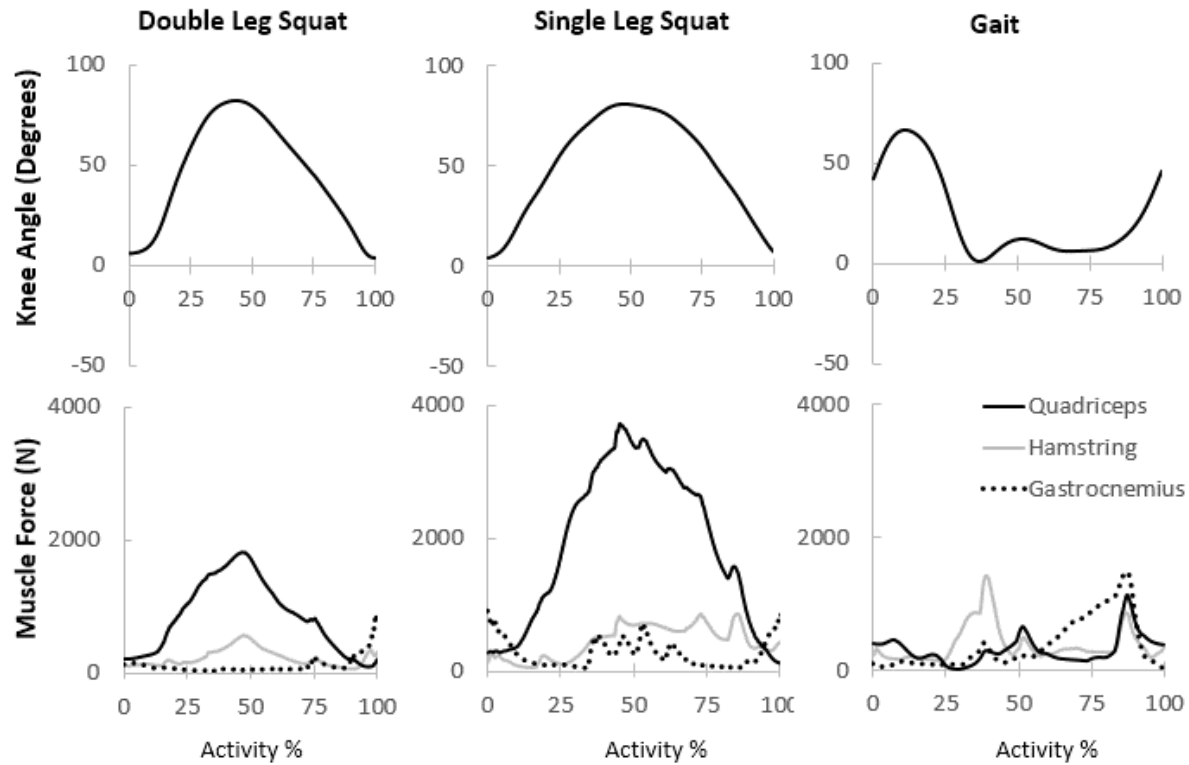 Double Leg Squat
Single Leg Squat
Gait
Knee Angle (Degrees)
100
50
0
-50
0 25 50 75 100
100
50
0
-50
0 25 50 75 100
100
50
0
-50
0 25 50 75 100
Muscle Force (N)
4000
2000
0
0 25 50 75 100
Activity %
4000
2000
0
0 25 50 75 100
Activity %
4000
2000
0
0 25 50 75 100
Activity %
Quadriceps
Hamstring
Gastrocnemius